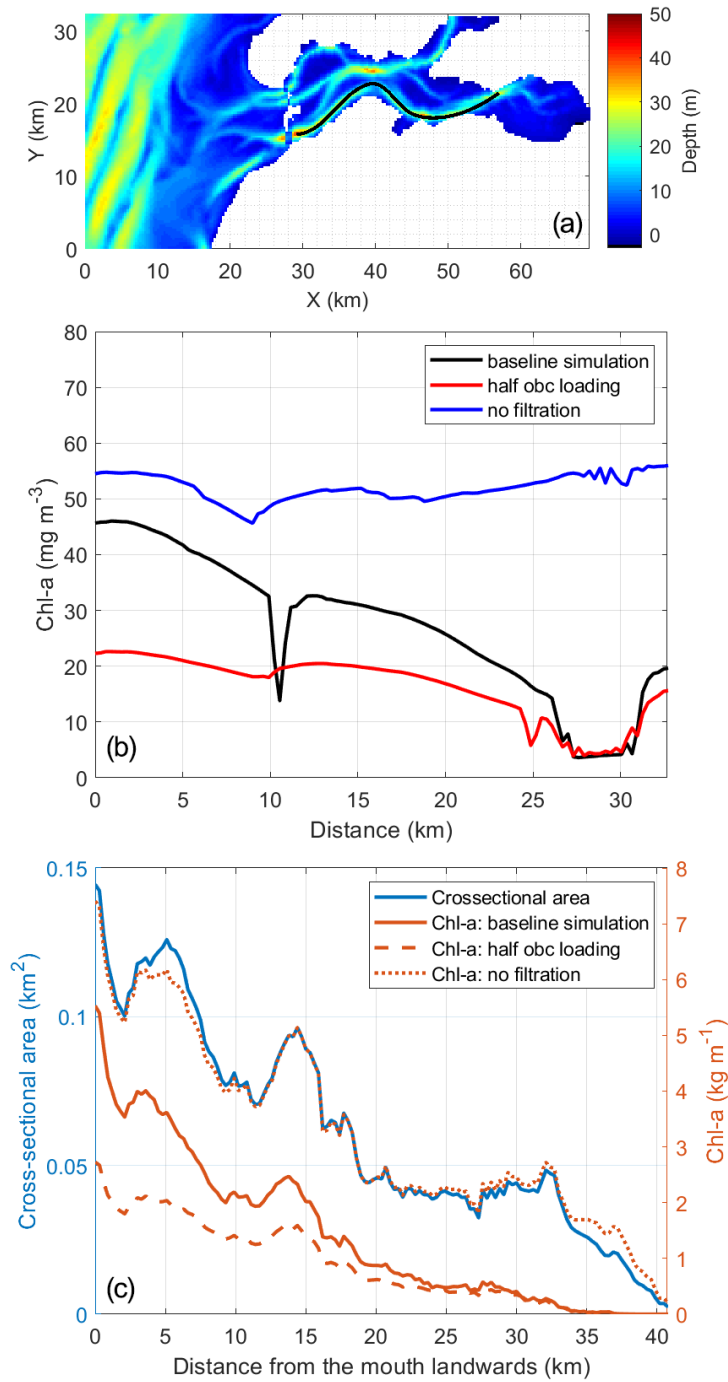 50
40
30
20
10
0
Depth (m)
30
20
10
0
Y (km)
(a)
0 10 20 30 40 50 60
X (km)
80
70
60
50
40
30
20
10
0
Chl-a (mg m-3)
baseline simulation
half obc loading
no filtration
(b)
0 5 10 15 20 25 30
Distance (km)
0.15
0.1
0.05
0
Cross-sectional area (km2)
Crossectional area
Chl-a: baseline simulation
Chl-a: half obc loading
Chl-a: no filtration
8
7
6
5
4
3
2
1
0
Chl-a (kg m-1)
(c)
0 5 10 15 20 25 30 35 40
Distance from the mouth landwards (km)